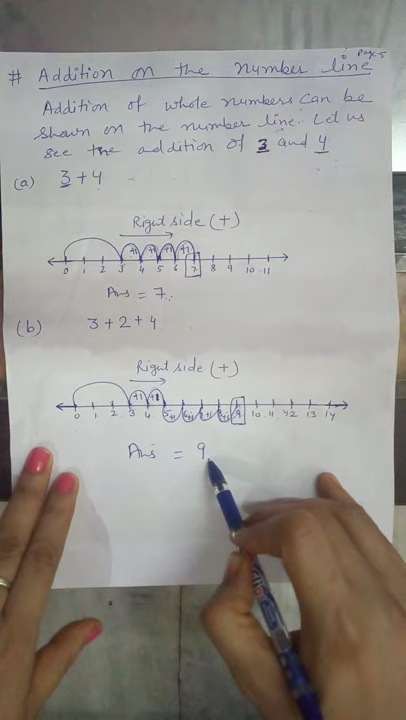 Page-5
# Addition on the number line
Addition of whole numbers can be
shown on the number line. Let us
see the addition of 3 and 4
(a) 3 + 4
Right side (+)
+1 +1 +1 +1
0 1 2 3 4 5 6 7 8 9 10 11
Ans = 7.
(b) 3 + 2 + 4
Right side (+)
+1 +1
0 1 2 3 4 5 6 7 8 9 10 11 12 13 14
+1 +1 +1 +1
Ans = 9